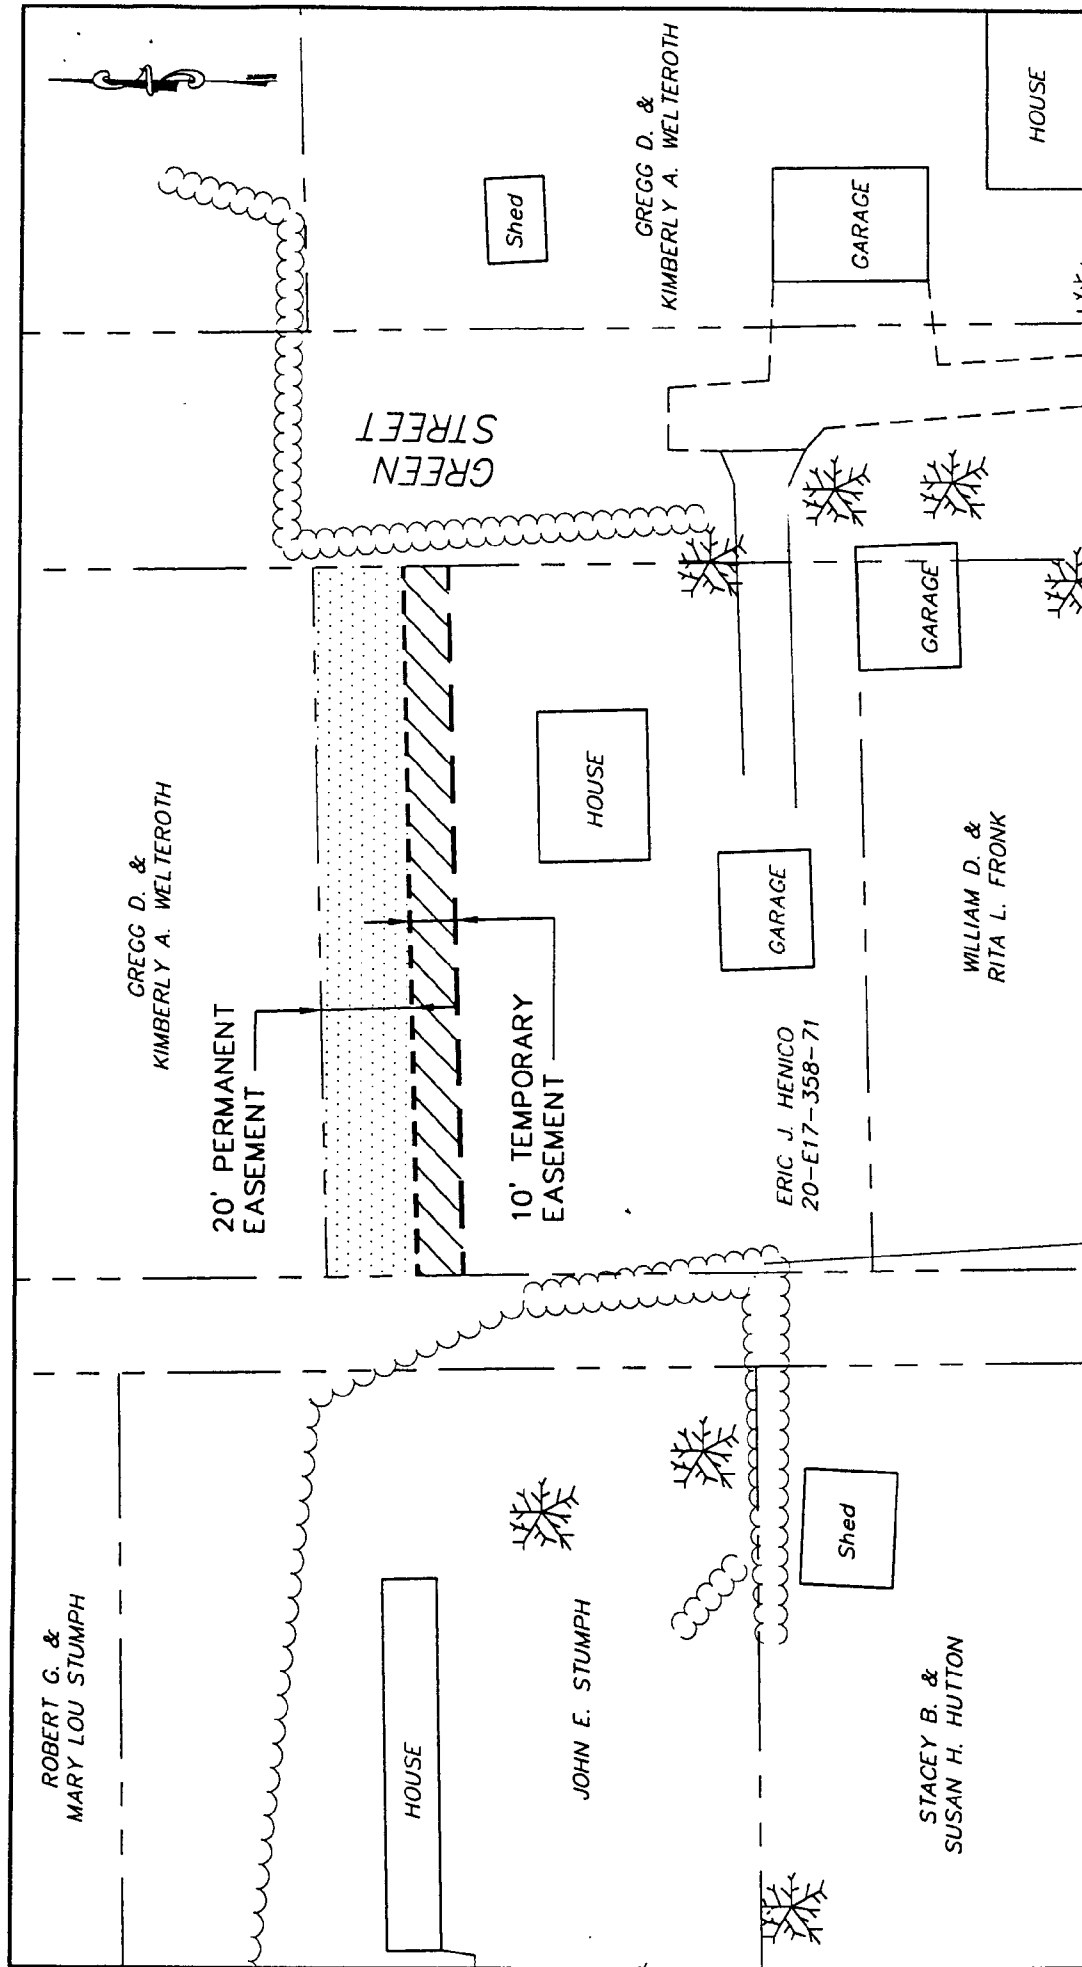 ROBERT G. &
MARY LOU STUMPH
HOUSE
JOHN E. STUMPH
STACEY B. &
SUSAN H. HUTTON
Shed
GREGG D. &
KIMBERLY A. WELTEROTH
20' PERMANENT
EASEMENT
10' TEMPORARY
EASEMENT
ERIC J. HENICO
20-E17-358-71
HOUSE
GARAGE
WILLIAM D. &
RITA L. FRONK
GARAGE
GREEN
STREET
Shed
GREGG D. &
KIMBERLY A. WELTEROTH
GARAGE
HOUSE